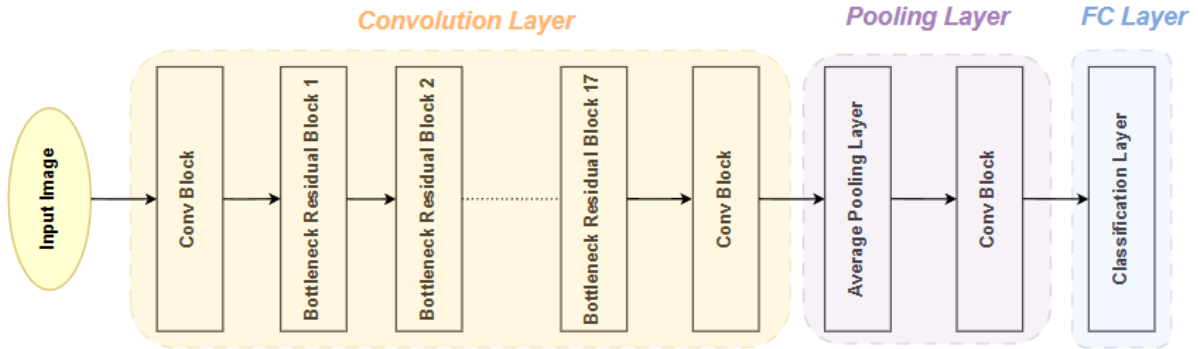 Convolution Layer
Pooling Layer
FC Layer
Input Image
Conv Block
Bottleneck Residual Block 1
Bottleneck Residual Block 2
Bottleneck Residual Block 17
Conv Block
Average Pooling Layer
Conv Block
Classification Layer